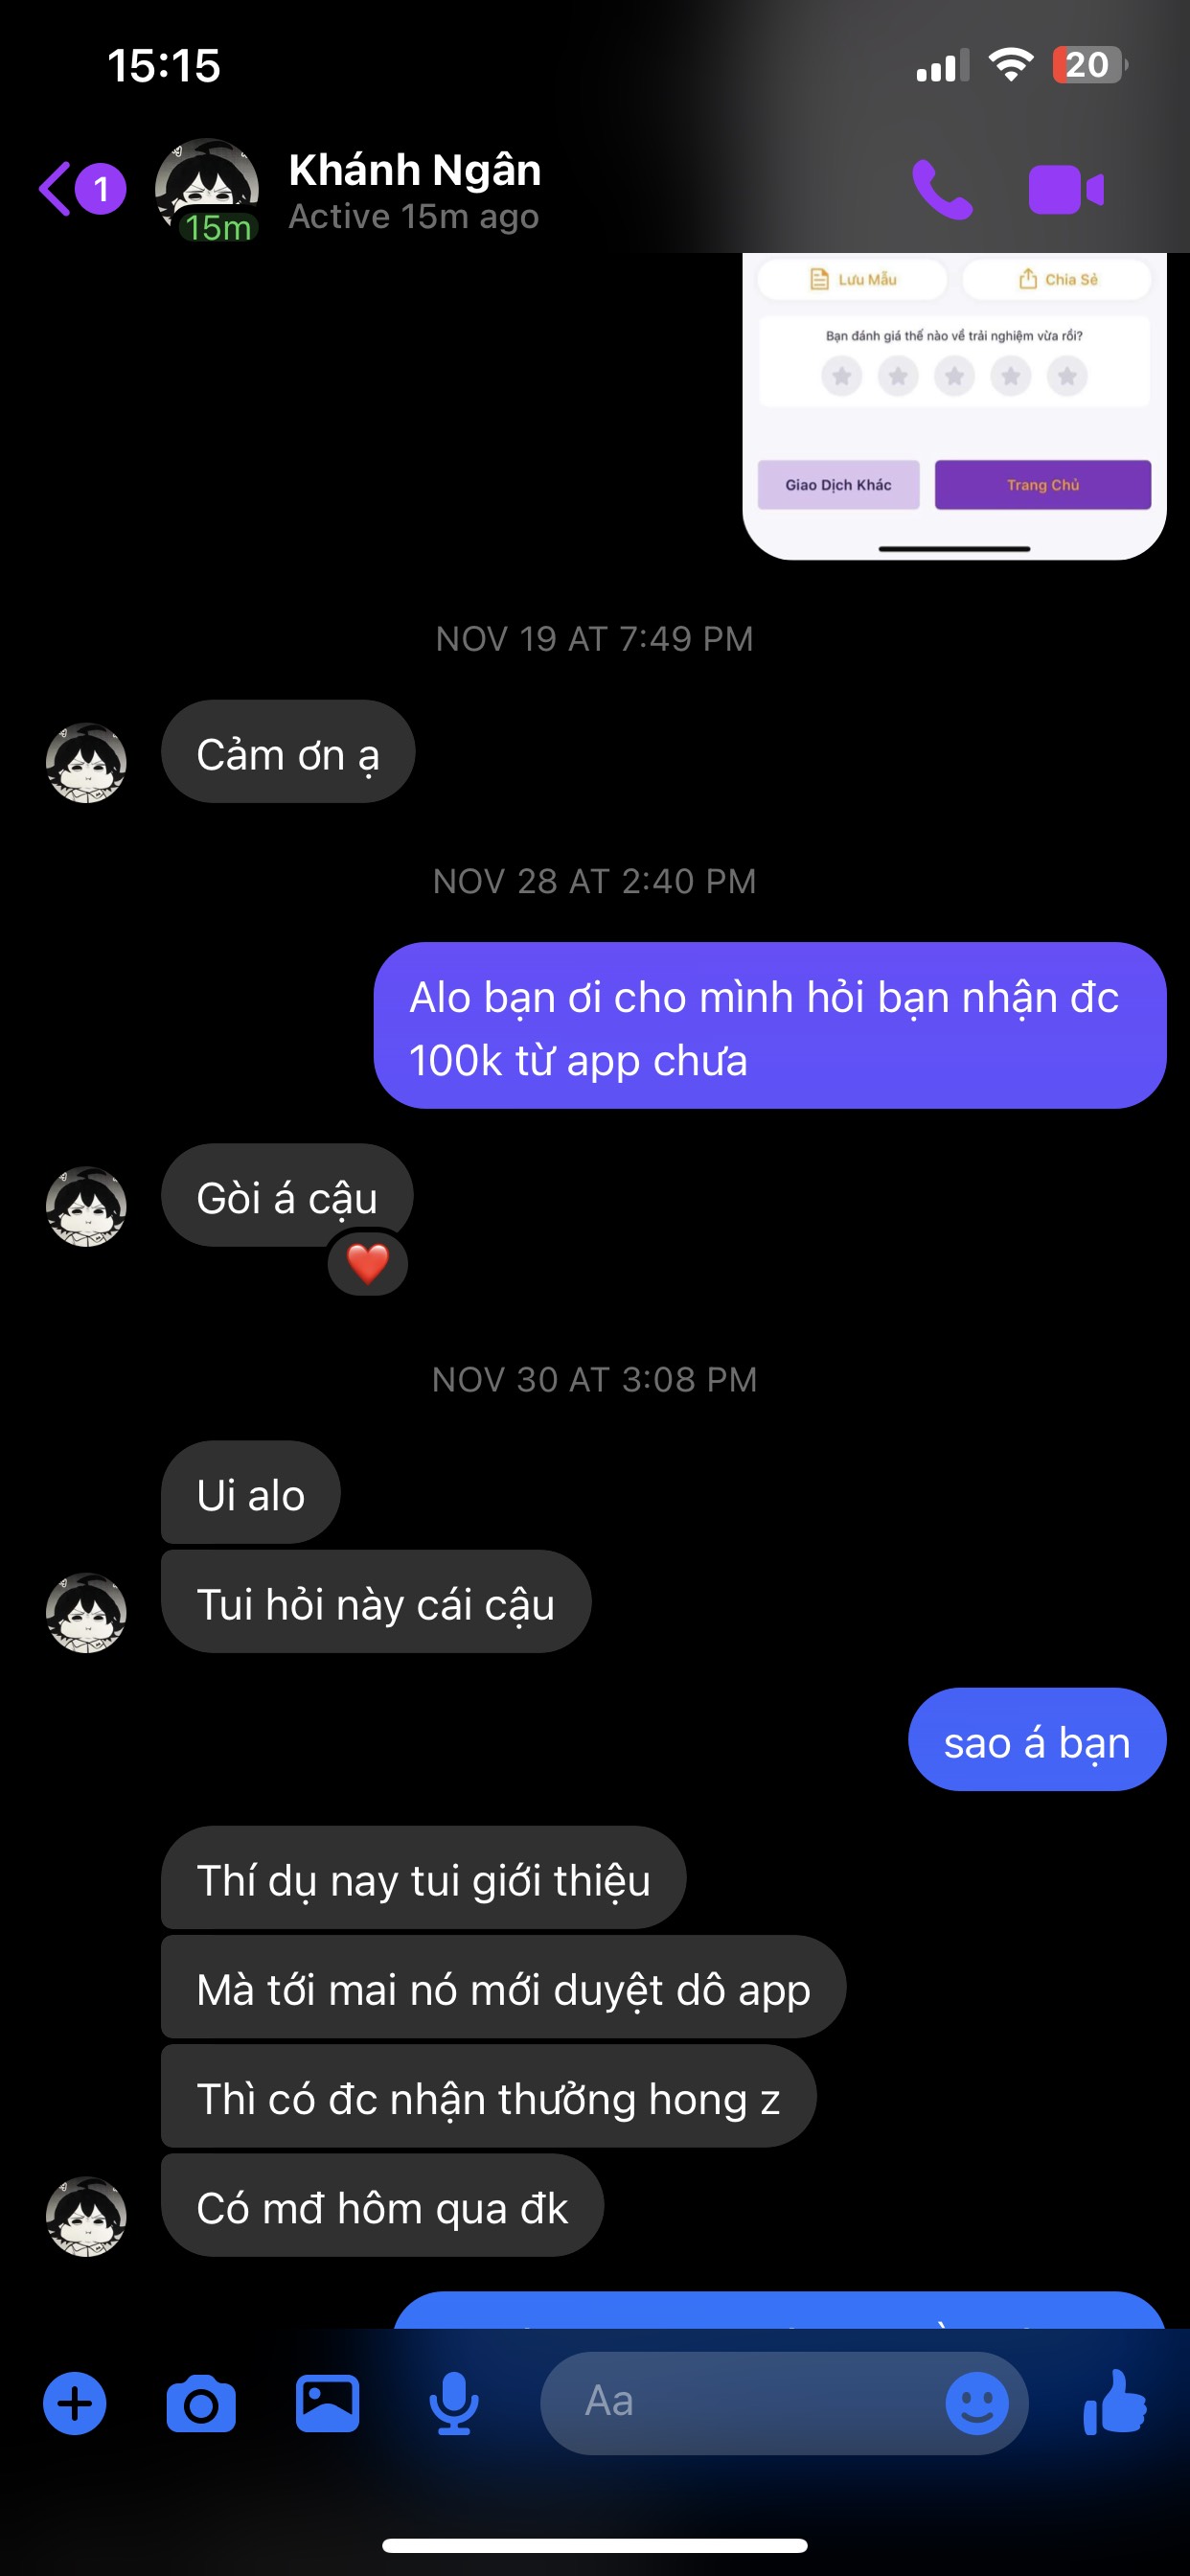 15:15
20
1
Khánh Ngân
15m
Active 15m ago
Lưu Mẫu
Chia Sẻ
Bạn đánh giá thế nào về trải nghiệm vừa rồi?
Giao Dịch Khác
Trang Chủ
NOV 19 AT 7:49 PM
Cảm ơn ạ
NOV 28 AT 2:40 PM
Alo bạn ơi cho mình hỏi bạn nhận đc
100k từ app chưa
Gòi á cậu
NOV 30 AT 3:08 PM
Ui alo
Tui hỏi này cái cậu
sao á bạn
Thí dụ nay tui giới thiệu
Mà tới mai nó mới duyệt dô app
Thì có đc nhận thưởng hong z
Có mđ hôm qua đk
Aa